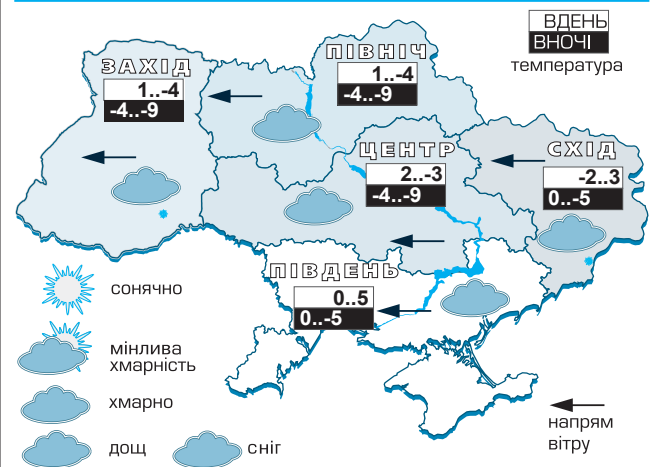 ВДЕНЬ
ВНОЧІ
температура
ПІВНІЧ
1..-4
-4..-9
ЗАХІД
1..-4
-4..-9
ЦЕНТР
2..-3
-4..-9
СХІД
-2..3
0..-5
ПІВДЕНЬ
0..5
0..-5
сонячно
мінлива
хмарність
хмарно
дощ
сніг
напрям
вітру